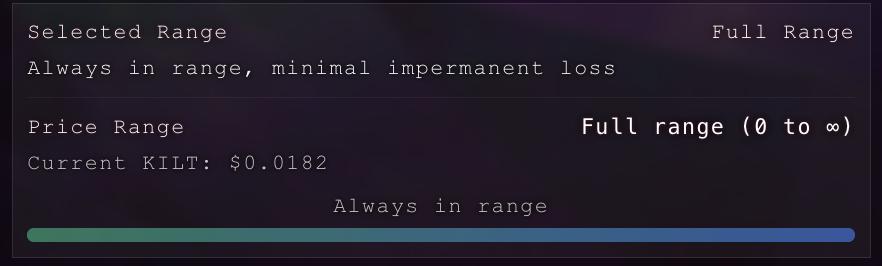 Selected Range Full Range
Always in range, minimal impermanent loss
Price Range Full range (0 to ∞)
Current KILT: $0.0182
Always in range